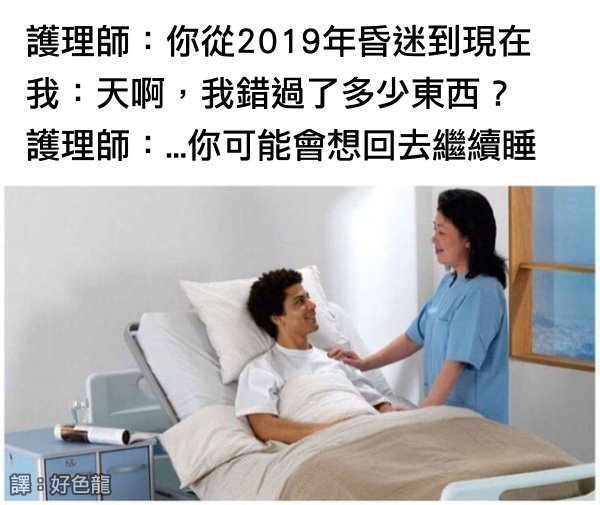 護理師：你從2019年昏迷到現在
我：天啊，我錯過了多少東西？
護理師：...你可能會想回去繼續睡
譯：好色龍